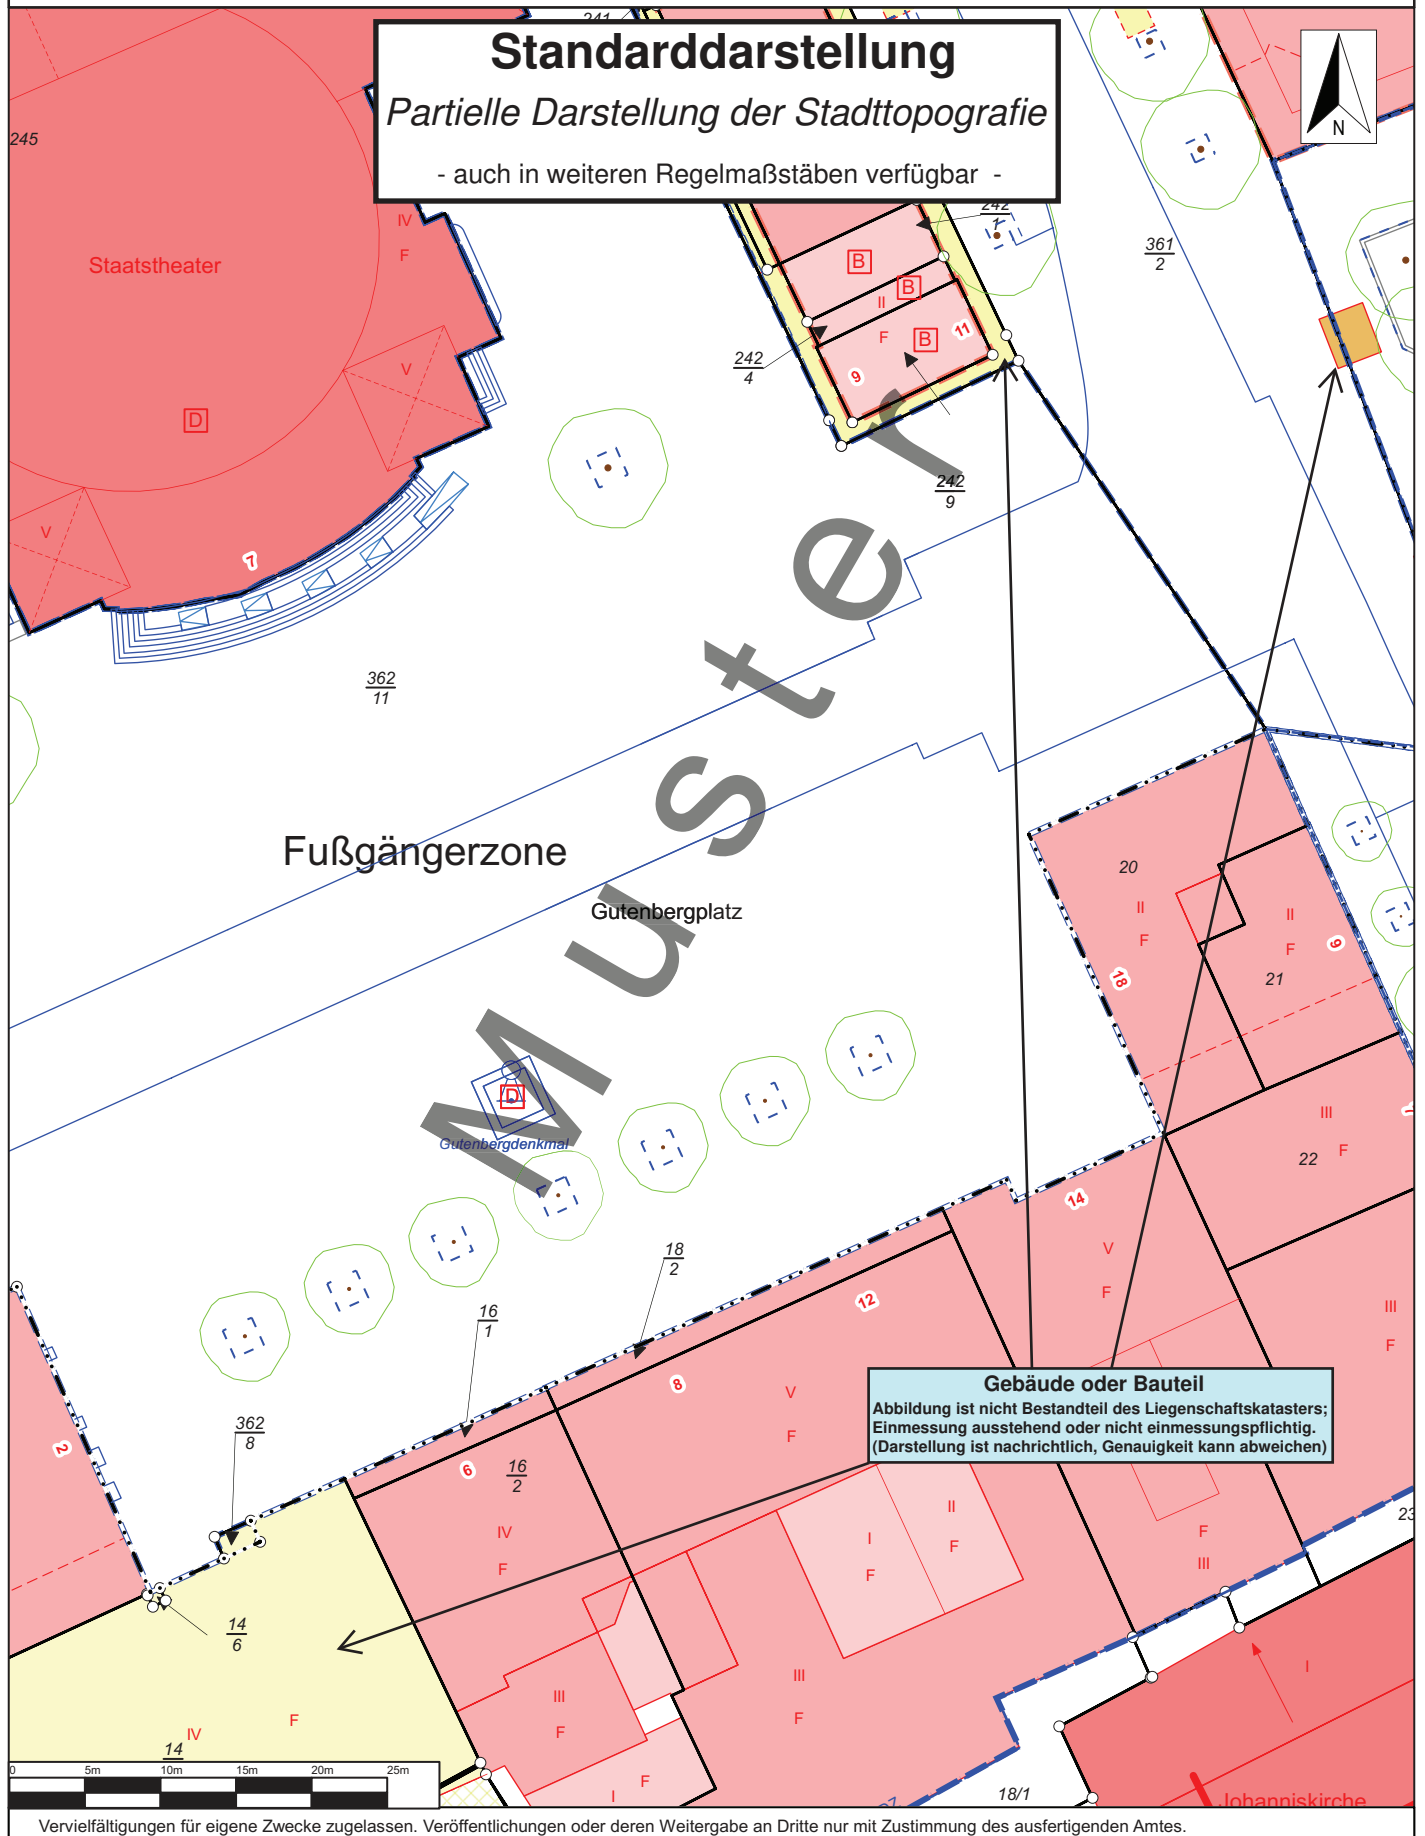 241
Standarddarstellung
Partielle Darstellung der Stadttopografie
- auch in weiteren Regelmaßstäben verfügbar -
N
245
IV
F
242
1
361
2
Staatstheater
B
B
II
F
B
11
242
4
9
V
D
242
9
V
7
362
11
Fußgängerzone
Gutenbergplatz
Muster
20
II
F
II
F
9
18
21
D
Gutenbergdenkmal
III
F
22
14
18
2
V
F
12
16
1
III
F
8
V
F
Gebäude oder Bauteil
Abbildung ist nicht Bestandteil des Liegenschaftskatasters;
Einmessung ausstehend oder nicht einmessungspflichtig.
(Darstellung ist nachrichtlich, Genauigkeit kann abweichen)
362
8
2
6
16
2
IV
F
II
F
I
F
F
III
23
14
6
III
F
III
F
I
IV
F
14
0 5m 10m 15m 20m 25m
I
F
18/1
Johanniskirche
Vervielfältigungen für eigene Zwecke zugelassen. Veröffentlichungen oder deren Weitergabe an Dritte nur mit Zustimmung des ausfertigenden Amtes.